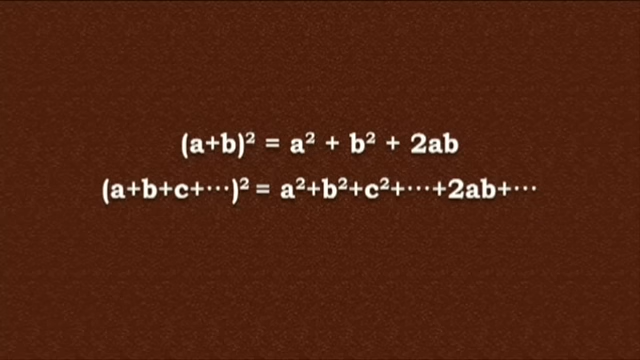 (a+b)² = a² + b² + 2ab
(a+b+c+⋯)² = a²+b²+c²+⋯+2ab+⋯